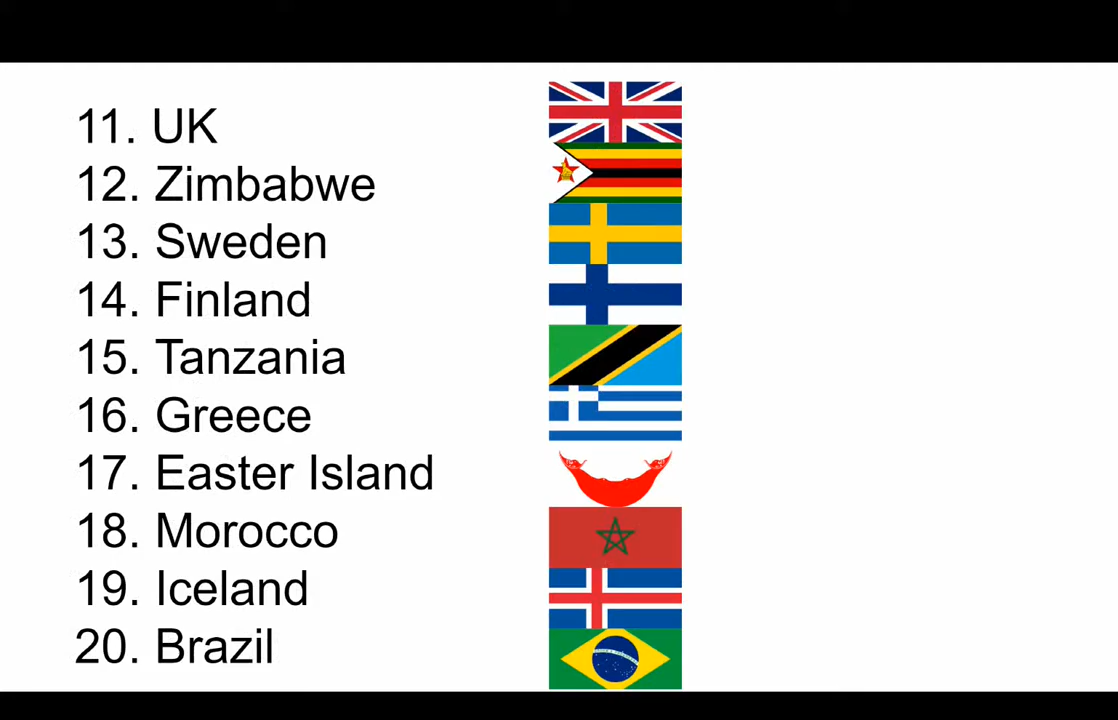 11. UK
12. Zimbabwe
13. Sweden
14. Finland
15. Tanzania
16. Greece
17. Easter Island
18. Morocco
19. Iceland
20. Brazil